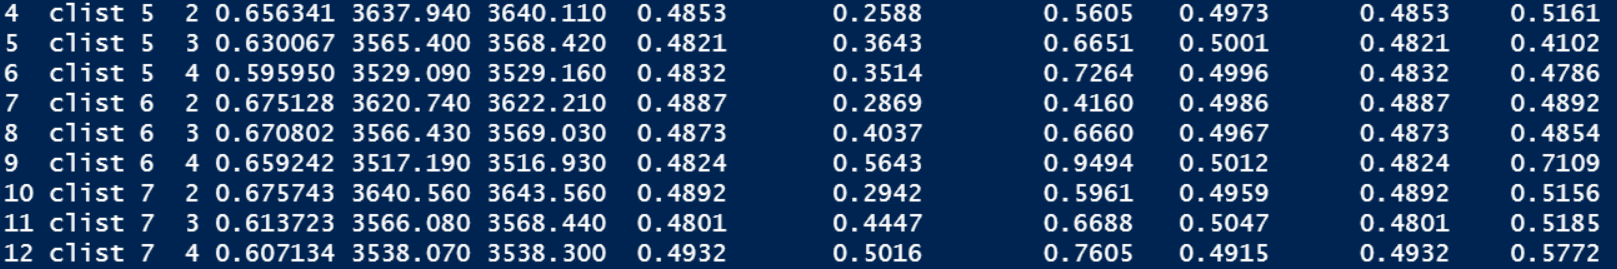 4 clist 5 2 0.656341 3637.940 3640.110 0.4853 0.2588 0.5605 0.4973 0.4853 0.5161
5 clist 5 3 0.630067 3565.400 3568.420 0.4821 0.3643 0.6651 0.5001 0.4821 0.4102
6 clist 5 4 0.595950 3529.090 3529.160 0.4832 0.3514 0.7264 0.4996 0.4832 0.4786
7 clist 6 2 0.675128 3620.740 3622.210 0.4887 0.2869 0.4160 0.4986 0.4887 0.4892
8 clist 6 3 0.670802 3566.430 3569.030 0.4873 0.4037 0.6660 0.4967 0.4873 0.4854
9 clist 6 4 0.659242 3517.190 3516.930 0.4824 0.5643 0.9494 0.5012 0.4824 0.7109
10 clist 7 2 0.675743 3640.560 3643.560 0.4892 0.2942 0.5961 0.4959 0.4892 0.5156
11 clist 7 3 0.613723 3566.080 3568.440 0.4801 0.4447 0.6688 0.5047 0.4801 0.5185
12 clist 7 4 0.607134 3538.070 3538.300 0.4932 0.5016 0.7605 0.4915 0.4932 0.5772